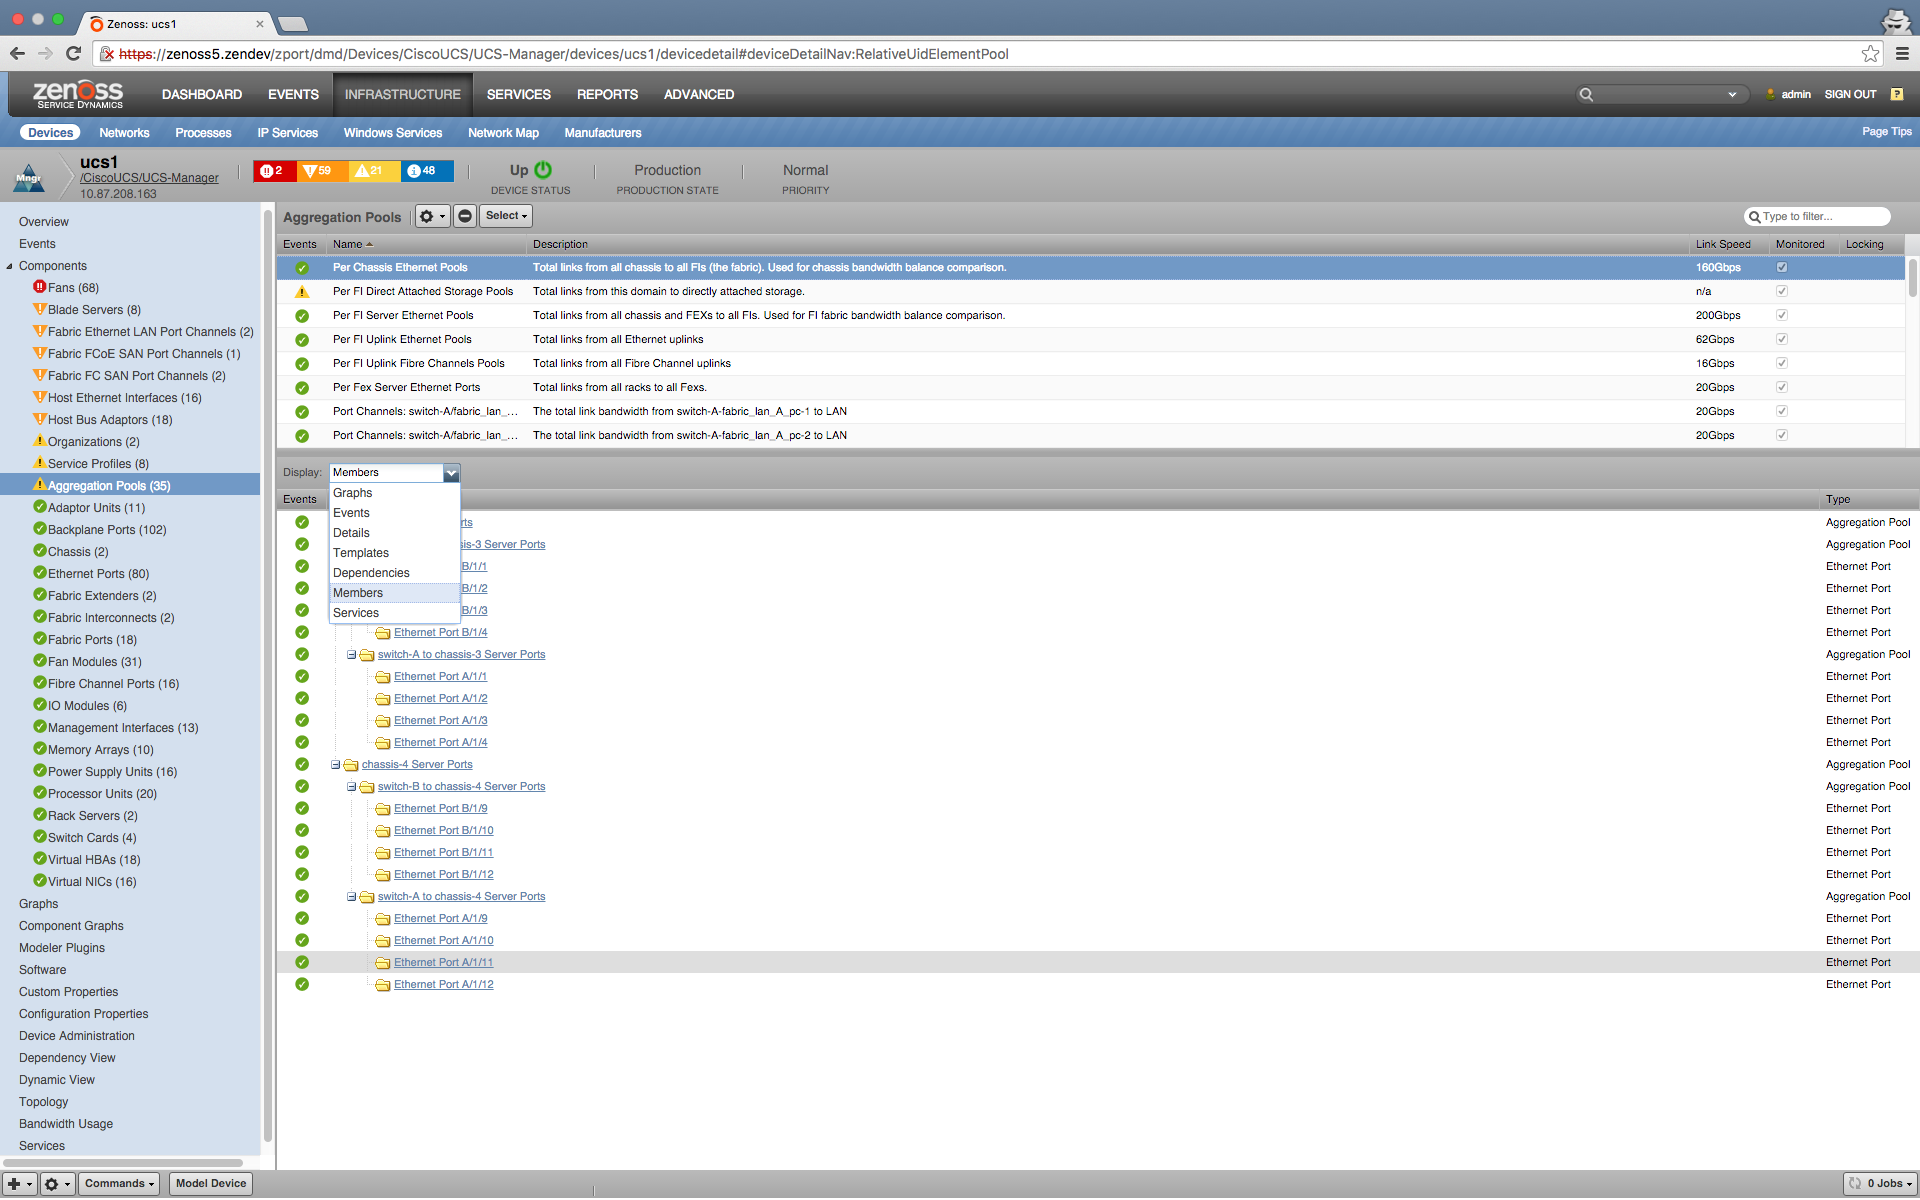 Zenoss: ucs1
https://zenoss5.zendev/zport/dmd/Devices/CiscoUCS/UCS-Manager/devices/ucs1/devicedetail#deviceDetailNav:RelativeUidElementPool
zenoss
SERVICE DYNAMICS
DASHBOARD EVENTS INFRASTRUCTURE SERVICES REPORTS ADVANCED
admin SIGN OUT ?
Devices Networks Processes IP Services Windows Services Network Map Manufacturers
Page Tips
Mngr
ucs1
/CiscoUCS/UCS-Manager
10.87.208.163
2 59 21 48
Up
DEVICE STATUS
Production
PRODUCTION STATE
Normal
PRIORITY
Overview
Events
Components
Fans (68)
Blade Servers (8)
Fabric Ethernet LAN Port Channels (2)
Fabric FCoE SAN Port Channels (1)
Fabric FC SAN Port Channels (2)
Host Ethernet Interfaces (16)
Host Bus Adaptors (18)
Organizations (2)
Service Profiles (8)
Aggregation Pools (35)
Adaptor Units (11)
Backplane Ports (102)
Chassis (2)
Ethernet Ports (80)
Fabric Extenders (2)
Fabric Interconnects (2)
Fabric Ports (18)
Fan Modules (31)
Fibre Channel Ports (16)
IO Modules (6)
Management Interfaces (13)
Memory Arrays (10)
Power Supply Units (16)
Processor Units (20)
Rack Servers (2)
Switch Cards (4)
Virtual HBAs (18)
Virtual NICs (16)
Graphs
Component Graphs
Modeler Plugins
Software
Custom Properties
Configuration Properties
Device Administration
Dependency View
Dynamic View
Topology
Bandwidth Usage
Services
Aggregation Pools Select Type to filter...
Events Name Description Link Speed Monitored Locking
Per Chassis Ethernet Pools Total links from all chassis to all FIs (the fabric). Used for chassis bandwidth balance comparison. 160Gbps
Per FI Direct Attached Storage Pools Total links from this domain to directly attached storage. n/a
Per FI Server Ethernet Pools Total links from all chassis and FEXs to all FIs. Used for FI fabric bandwidth balance comparison. 200Gbps
Per FI Uplink Ethernet Pools Total links from all Ethernet uplinks 62Gbps
Per FI Uplink Fibre Channels Pools Total links from all Fibre Channel uplinks 16Gbps
Per Fex Server Ethernet Ports Total links from all racks to all Fexs. 20Gbps
Port Channels: switch-A/fabric_lan_... The total link bandwidth from switch-A-fabric_lan_A_pc-1 to LAN 20Gbps
Port Channels: switch-A/fabric_lan_... The total link bandwidth from switch-A-fabric_lan_A_pc-2 to LAN 20Gbps
Display: Members
Graphs
Events
Details
Templates
Dependencies
Members
Services
Events Type
rts Aggregation Pool
sis-3 Server Ports Aggregation Pool
B/1/1 Ethernet Port
B/1/2 Ethernet Port
B/1/3 Ethernet Port
Ethernet Port B/1/4 Ethernet Port
switch-A to chassis-3 Server Ports Aggregation Pool
Ethernet Port A/1/1 Ethernet Port
Ethernet Port A/1/2 Ethernet Port
Ethernet Port A/1/3 Ethernet Port
Ethernet Port A/1/4 Ethernet Port
chassis-4 Server Ports Aggregation Pool
switch-B to chassis-4 Server Ports Aggregation Pool
Ethernet Port B/1/9 Ethernet Port
Ethernet Port B/1/10 Ethernet Port
Ethernet Port B/1/11 Ethernet Port
Ethernet Port B/1/12 Ethernet Port
switch-A to chassis-4 Server Ports Aggregation Pool
Ethernet Port A/1/9 Ethernet Port
Ethernet Port A/1/10 Ethernet Port
Ethernet Port A/1/11 Ethernet Port
Ethernet Port A/1/12 Ethernet Port
Commands Model Device 0 Jobs